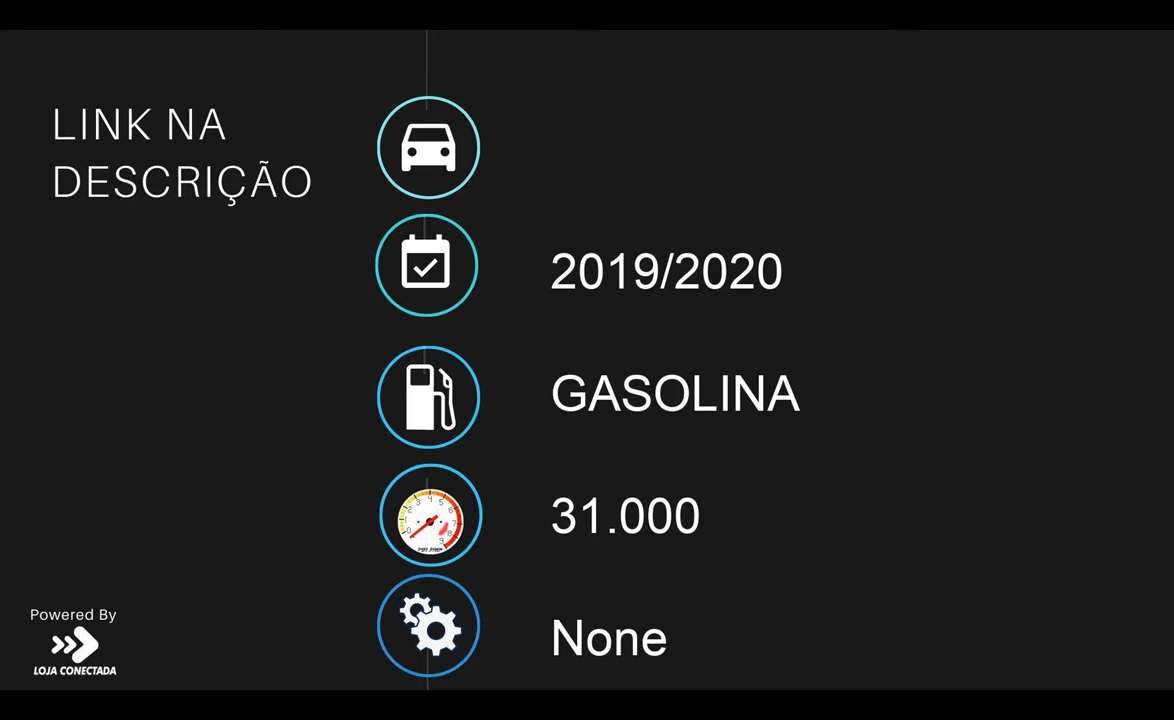 LINK NA
DESCRIÇÃO
2019/2020
GASOLINA
31.000
None
Powered By
LOJA CONECTADA